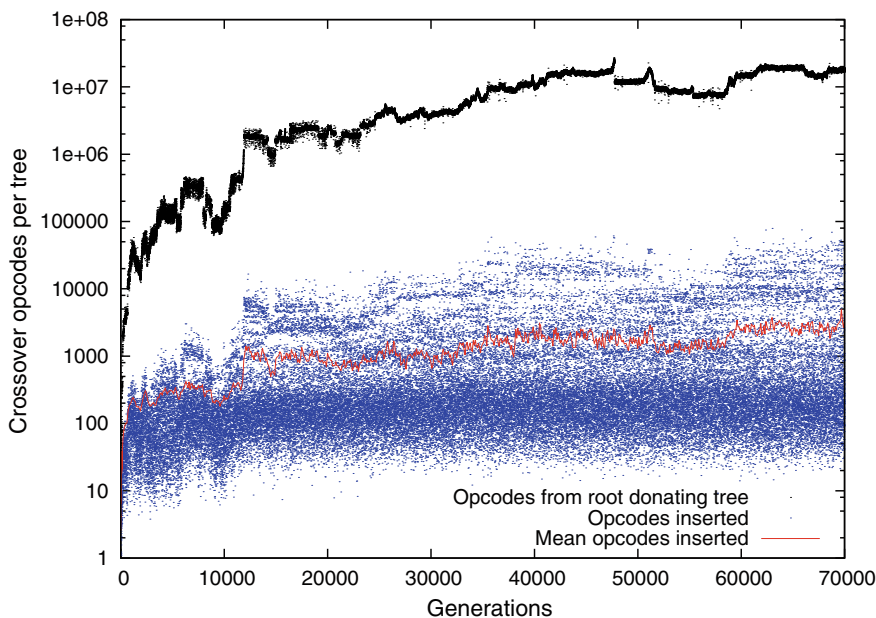 1e+08
1e+07
1e+06
100000
10000
1000
100
10
1
Crossover opcodes per tree
Opcodes from root donating tree
Opcodes inserted
Mean opcodes inserted
0 10000 20000 30000 40000 50000 60000 70000
Generations